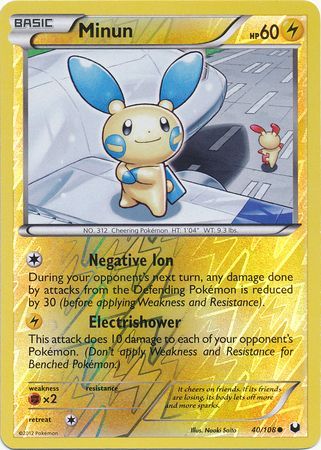 BASIC
Minun
HP60
NO. 312 Cheering Pokémon HT: 1'04" WT: 9.3 lbs.
Negative Ion
During your opponent's next turn, any damage done
by attacks from the Defending Pokémon is reduced
by 30 (before applying Weakness and Resistance).
Electrishower
This attack does 10 damage to each of your opponent's
Pokémon. (Don't apply Weakness and Resistance for
Benched Pokémon.)
weakness
×2
resistance
retreat
It cheers on friends. If its friends
are losing, its body lets off more
and more sparks.
©2012 Pokémon
Illus. Naoki Saito
40/108